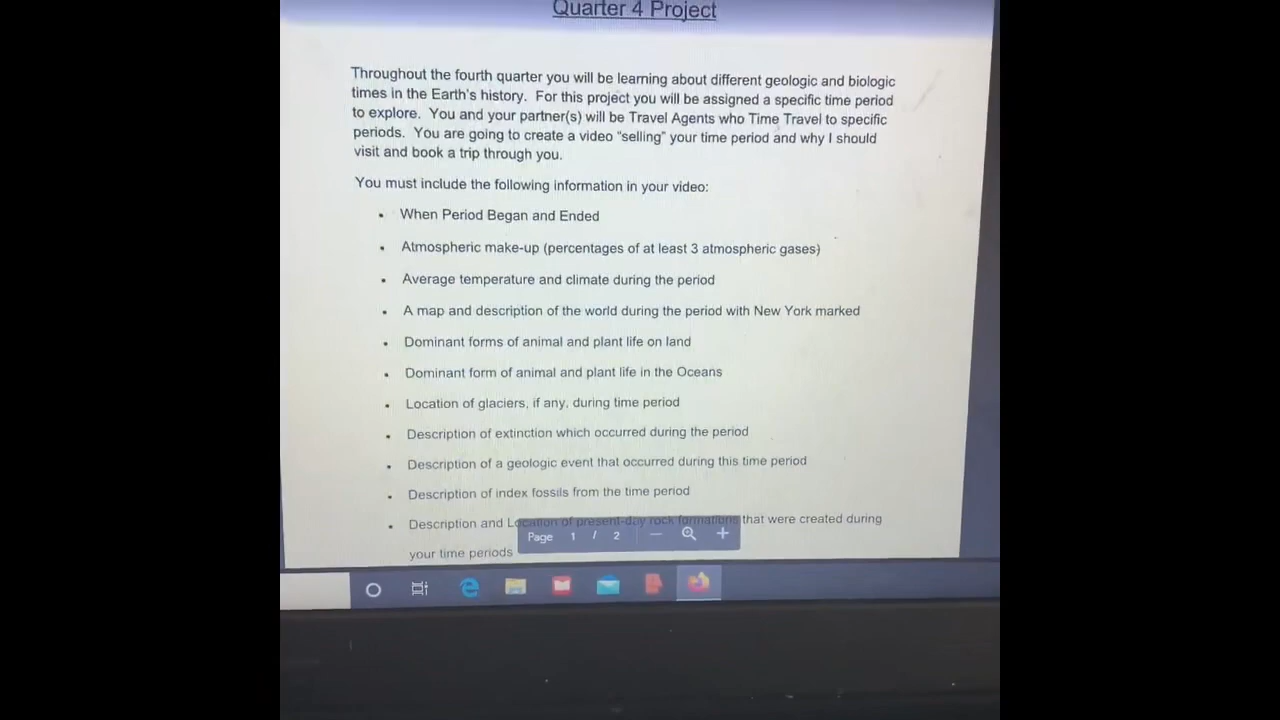 Quarter 4 Project
Throughout the fourth quarter you will be learning about different geologic and biologic
times in the Earth's history. For this project you will be assigned a specific time period
to explore. You and your partner(s) will be Travel Agents who Time Travel to specific
periods. You are going to create a video "selling" your time period and why I should
visit and book a trip through you.
You must include the following information in your video:
• When Period Began and Ended
• Atmospheric make-up (percentages of at least 3 atmospheric gases)
• Average temperature and climate during the period
• A map and description of the world during the period with New York marked
• Dominant forms of animal and plant life on land
• Dominant form of animal and plant life in the Oceans
• Location of glaciers, if any, during time period
• Description of extinction which occurred during the period
• Description of a geologic event that occurred during this time period
• Description of index fossils from the time period
• Description and Location of present-day rock formations that were created during
your time periods
Page 1 / 2